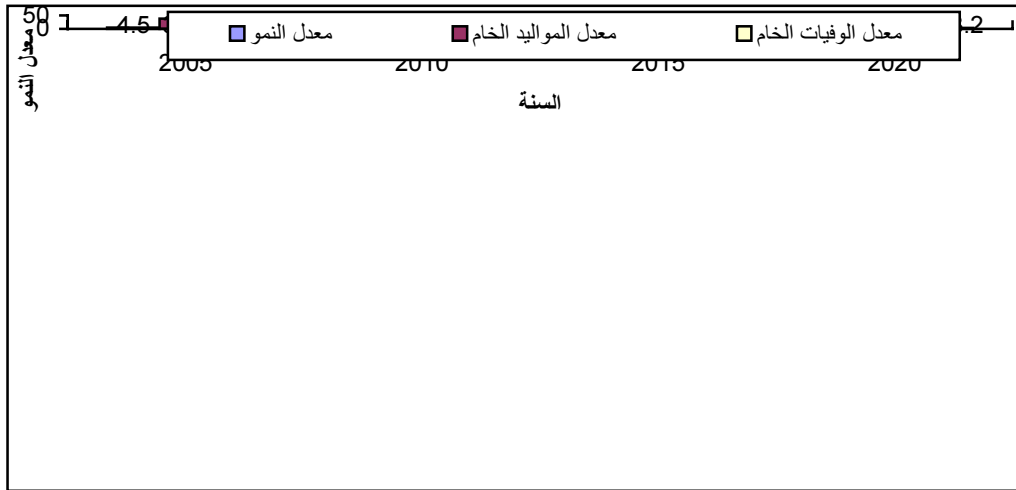 50
0
4.5
.2
معدل النمو
معدل المواليد الخام
معدل الوفيات الخام
2005
2010
2015
2020
معدل النمو
السنة